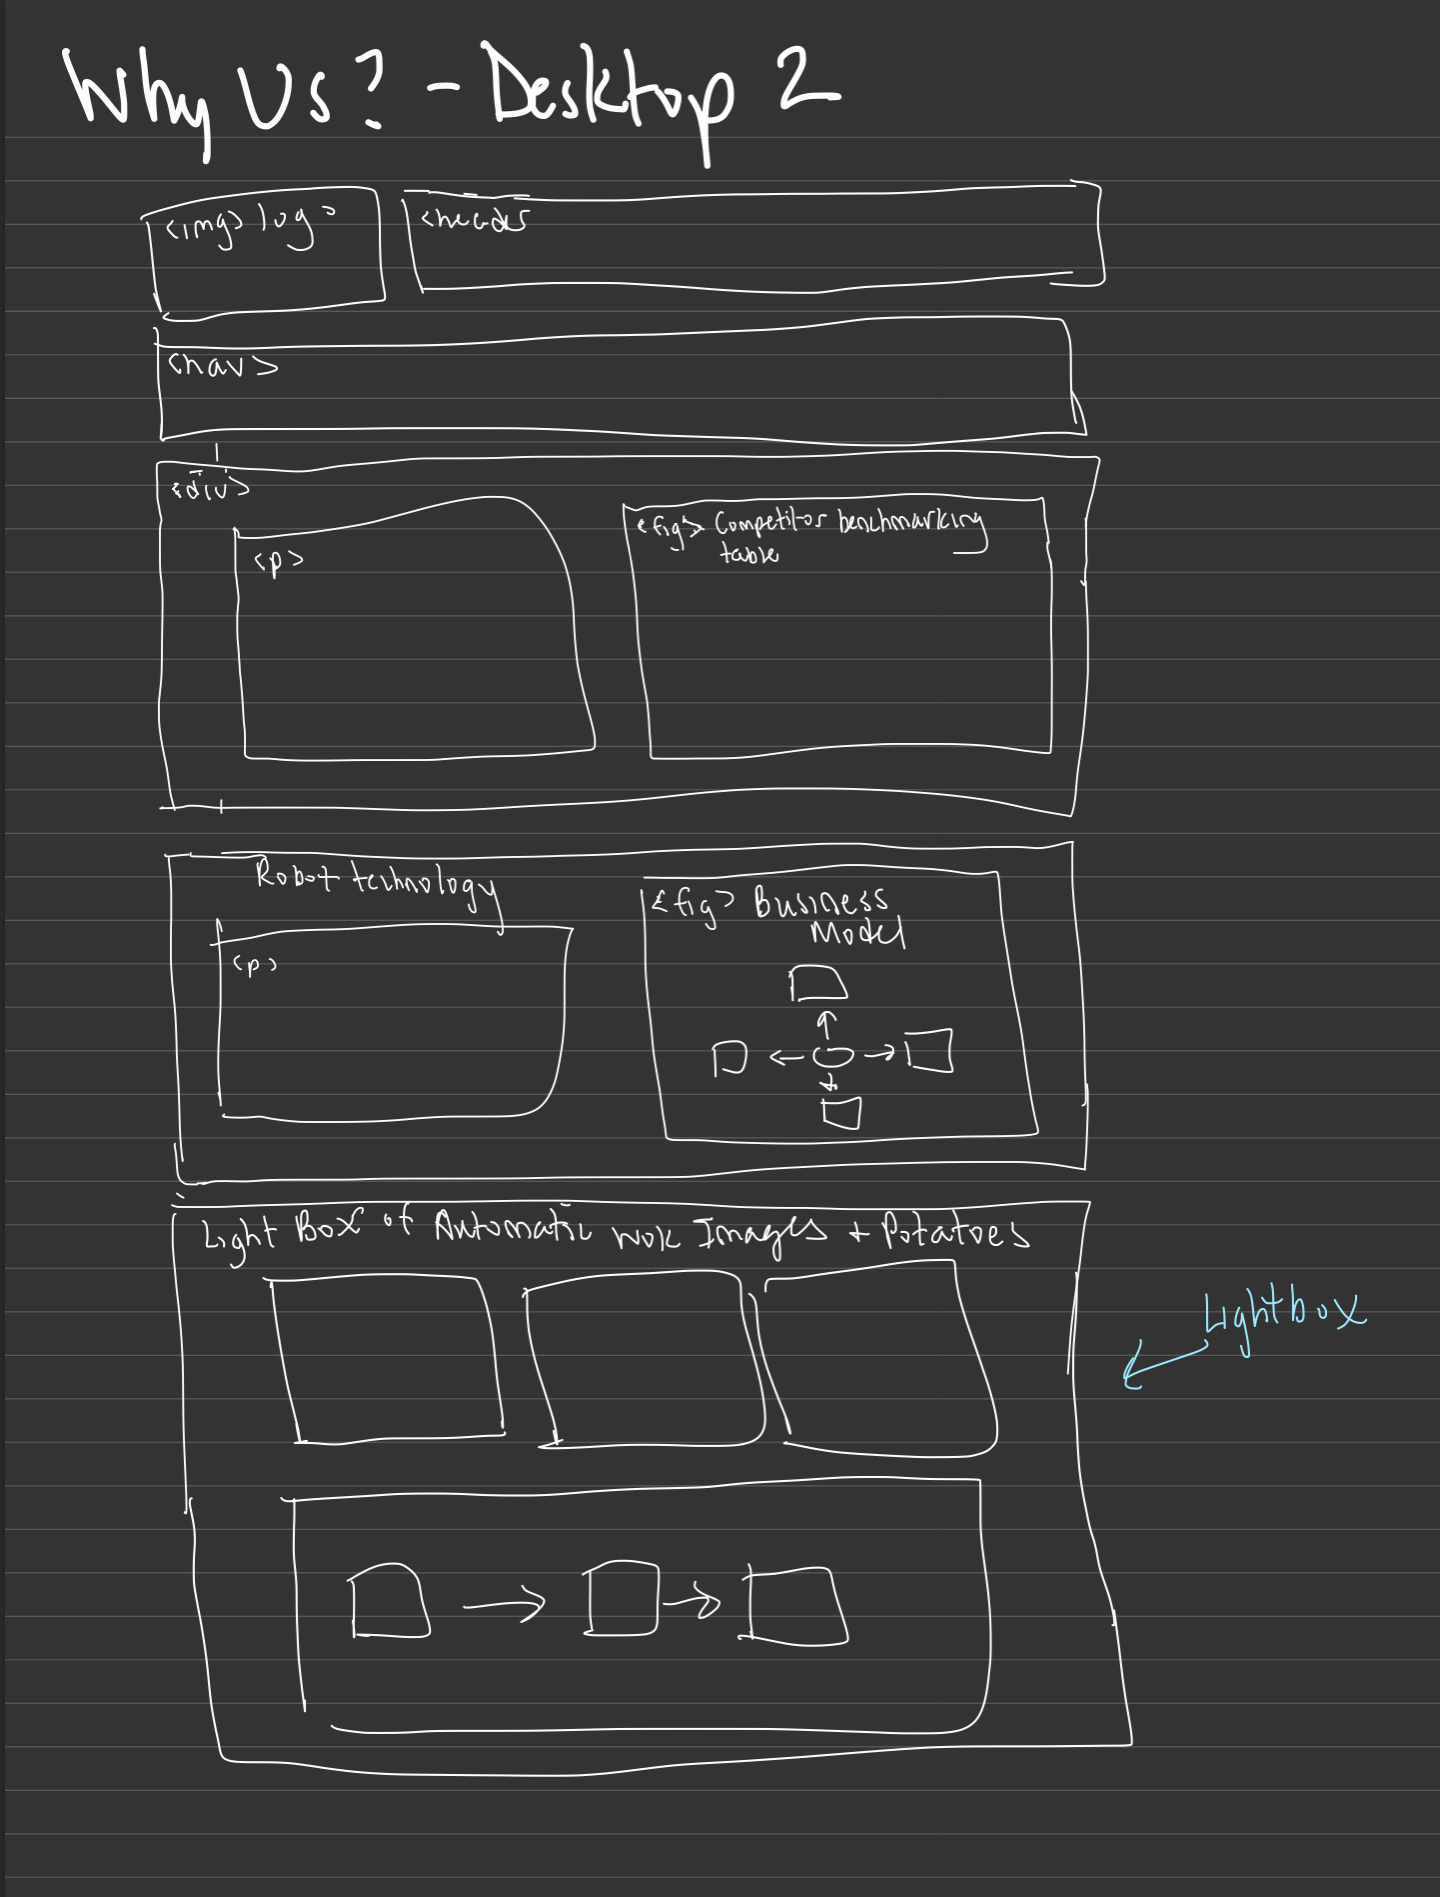 Why Us? - Desktop 2
<img> logo
<header
<nav>
<div>
<p>
<fig> Competitor benchmarking
table
Robot technology
<p>
<fig> Business
Model
Light Box of Automatic wok Images + Potatoes
Lightbox